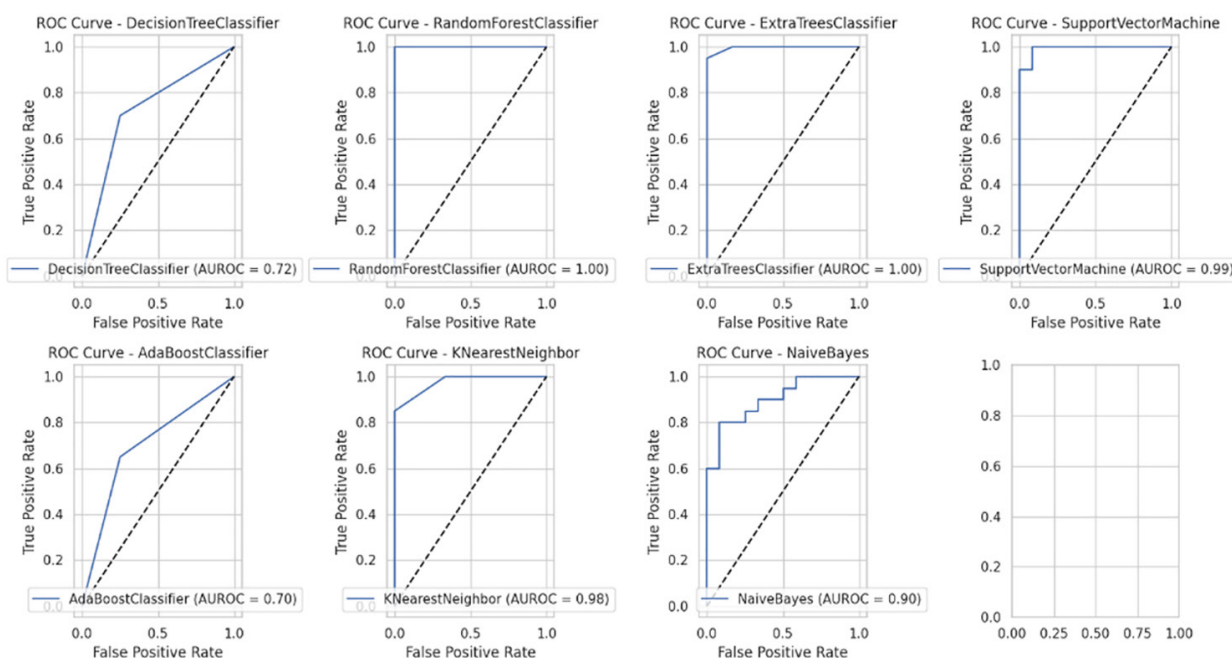 ROC Curve - DecisionTreeClassifier
1.0
0.8
0.6
0.4
0.2
0.0
True Positive Rate
DecisionTreeClassifier (AUROC = 0.72)
0.0 0.5 1.0
False Positive Rate
ROC Curve - RandomForestClassifier
1.0
0.8
0.6
0.4
0.2
True Positive Rate
RandomForestClassifier (AUROC = 1.00)
0.0 0.5 1.0
False Positive Rate
ROC Curve - ExtraTreesClassifier
1.0
0.8
0.6
0.4
0.2
0.0
True Positive Rate
ExtraTreesClassifier (AUROC = 1.00)
0.0 0.5 1.0
False Positive Rate
ROC Curve - SupportVectorMachine
1.0
0.8
0.6
0.4
0.2
0.0
True Positive Rate
SupportVectorMachine (AUROC = 0.99)
0.0 0.5 1.0
False Positive Rate
ROC Curve - AdaBoostClassifier
1.0
0.8
0.6
0.4
0.2
0.0
True Positive Rate
AdaBoostClassifier (AUROC = 0.70)
0.0 0.5 1.0
False Positive Rate
ROC Curve - KNearestNeighbor
1.0
0.8
0.6
0.4
0.2
0.0
True Positive Rate
KNearestNeighbor (AUROC = 0.98)
0.0 0.5 1.0
False Positive Rate
ROC Curve - NaiveBayes
1.0
0.8
0.6
0.4
0.2
0.0
True Positive Rate
NaiveBayes (AUROC = 0.90)
0.0 0.5 1.0
False Positive Rate
1.0
0.8
0.6
0.4
0.2
0.0
0.00 0.25 0.50 0.75 1.00